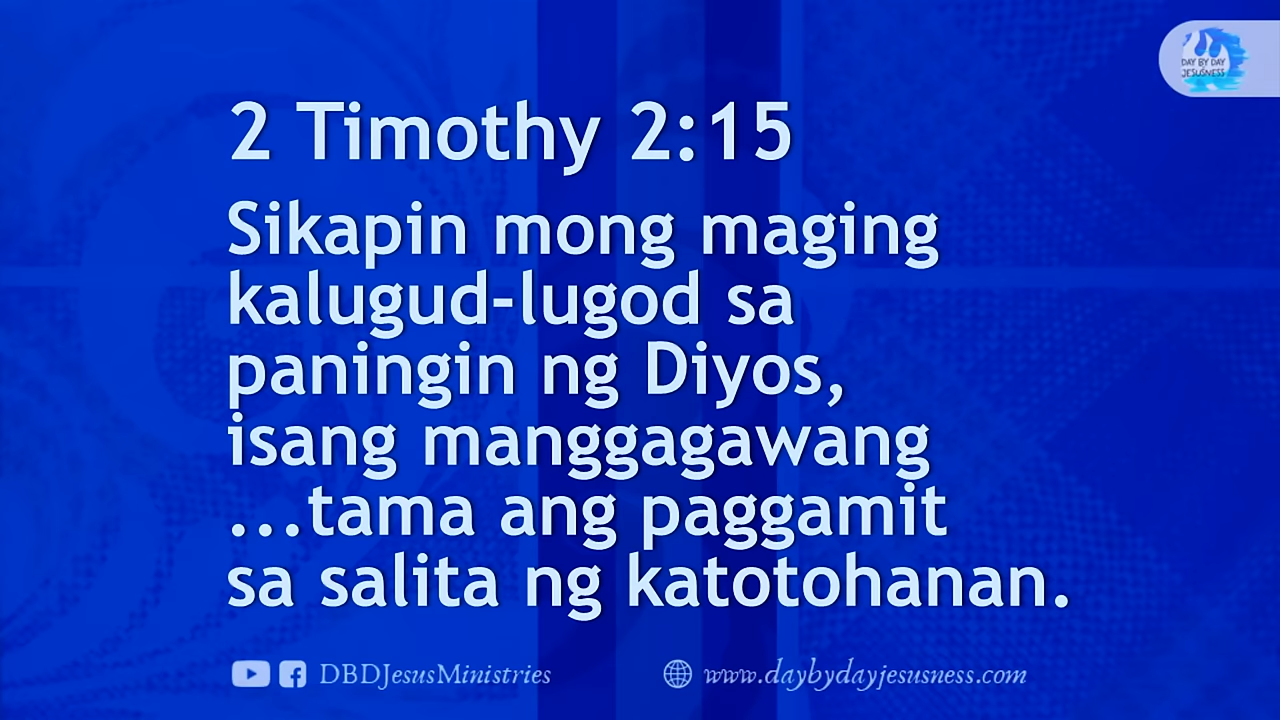 DAY BY DAY
JESUSNESS
2 Timothy 2:15
Sikapin mong maging
kalugud-lugod sa
paningin ng Diyos,
isang manggagawang
...tama ang paggamit
sa salita ng katotohanan.
DBDJesusMinistries
www.daybydayjesusness.com